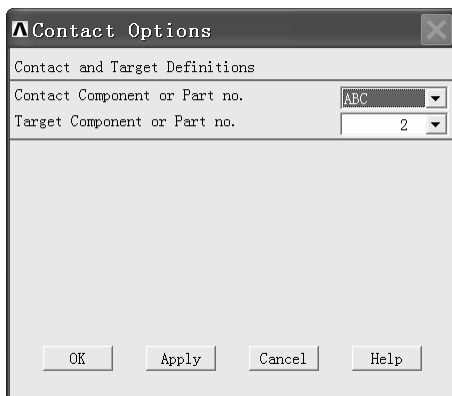 Contact Options
Contact and Target Definitions
Contact Component or Part no. ABC
Target Component or Part no. 2
OK Apply Cancel Help